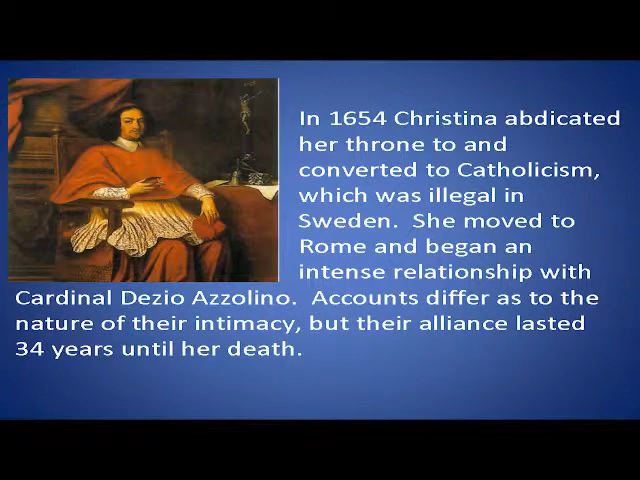 In 1654 Christina abdicated
her throne to and
converted to Catholicism,
which was illegal in
Sweden.  She moved to
Rome and began an
intense relationship with
Cardinal Dezio Azzolino.  Accounts differ as to the
nature of their intimacy, but their alliance lasted
34 years until her death.